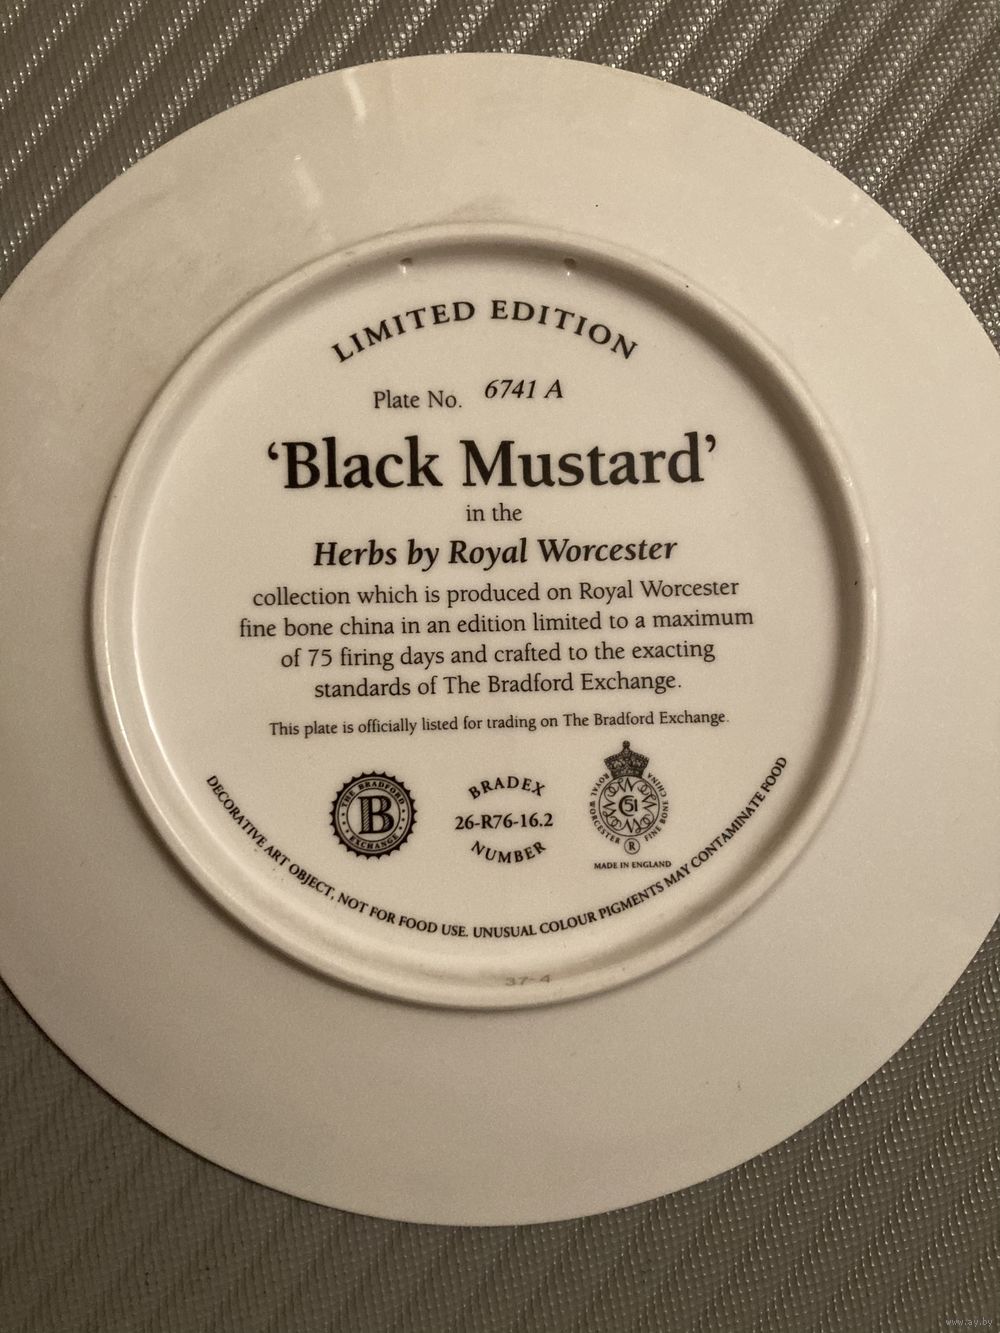 LIMITED EDITION
Plate No. 6741 A
‘Black Mustard’
in the
Herbs by Royal Worcester
collection which is produced on Royal Worcester
fine bone china in an edition limited to a maximum
of 75 firing days and crafted to the exacting
standards of The Bradford Exchange.
This plate is officially listed for trading on The Bradford Exchange.
THE BRADFORD
B
EXCHANGE
BRADEX
26-R76-16.2
NUMBER
ROYAL WORCESTER
51
FINE BONE CHINA
®
MADE IN ENGLAND
DECORATIVE ART OBJECT, NOT FOR FOOD USE. UNUSUAL COLOUR PIGMENTS MAY CONTAMINATE FOOD
37-4
www.ay.by